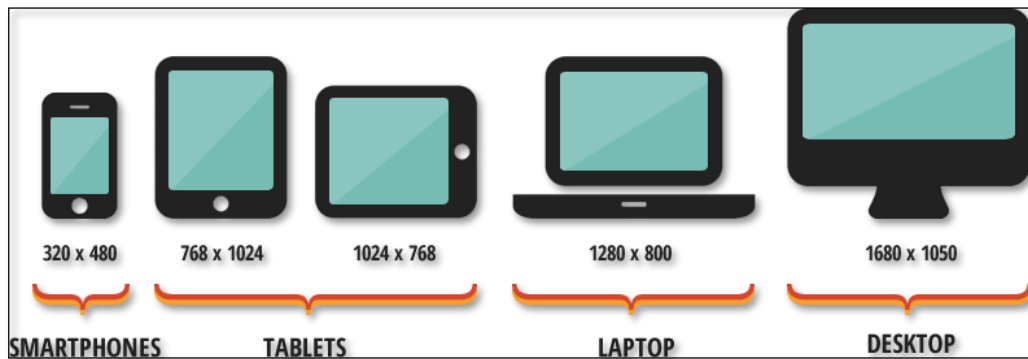 320 x 480
768 x 1024
1024 x 768
1280 x 800
1680 x 1050
SMARTPHONES
TABLETS
LAPTOP
DESKTOP